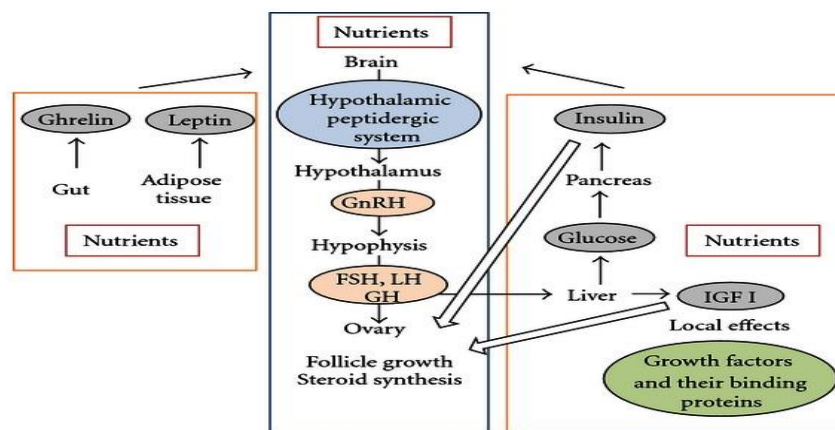 Nutrients
Brain
Hypothalamic
peptidergic
system
Hypothalamus
GnRH
Hypophysis
FSH, LH
GH
Ovary
Follicle growth
Steroid synthesis
Ghrelin
Leptin
Gut
Adipose
tissue
Nutrients
Insulin
Pancreas
Glucose
Nutrients
Liver
IGF I
Local effects
Growth factors
and their binding
proteins